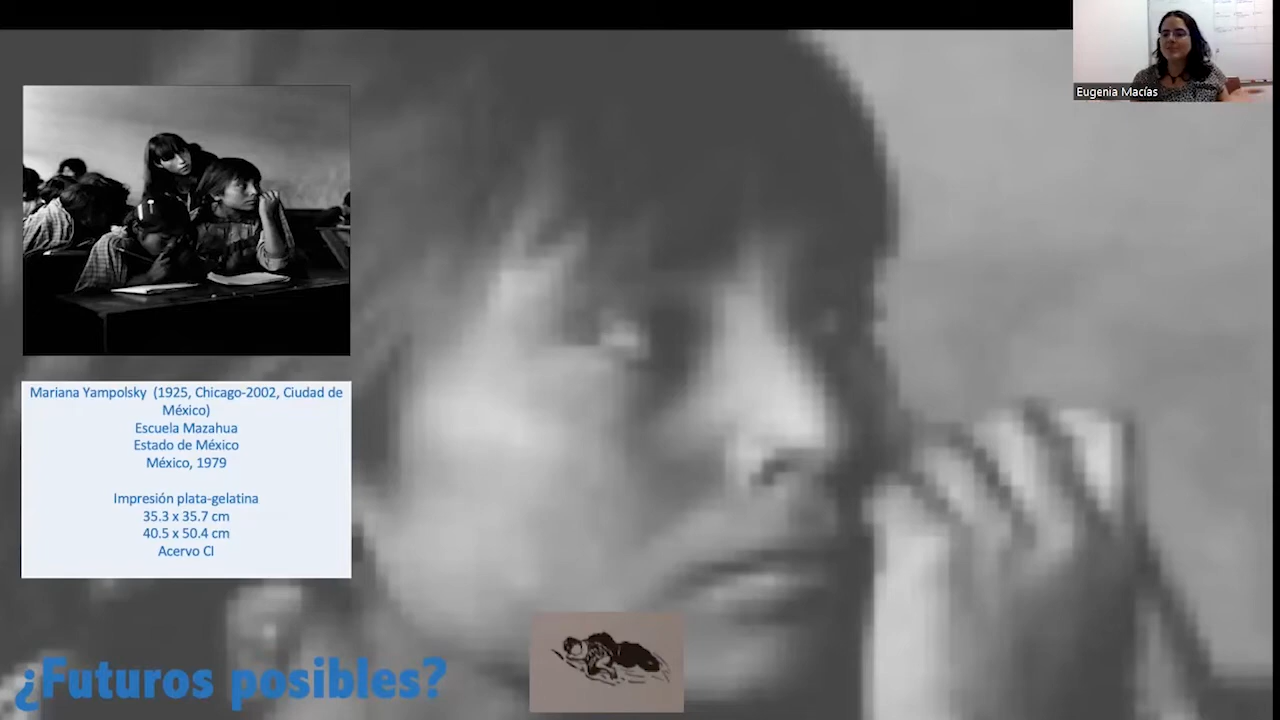 Eugenia Macías
Mariana Yampolsky (1925, Chicago-2002, Ciudad de
México)
Escuela Mazahua
Estado de México
México, 1979
Impresión plata-gelatina
35.3 x 35.7 cm
40.5 x 50.4 cm
Acervo CI
¿Futuros posibles?